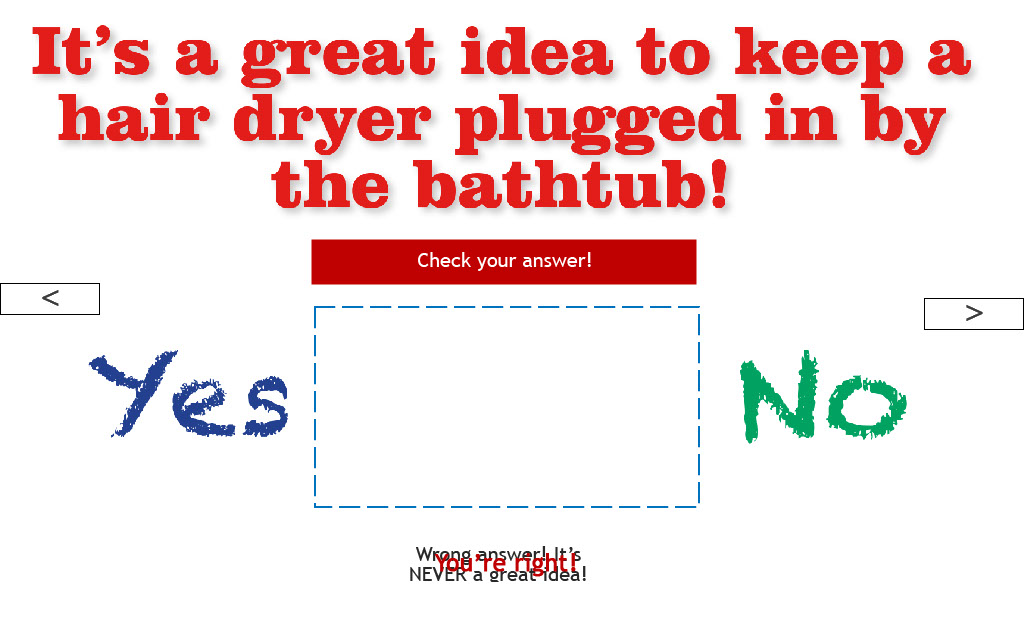 It’s a great idea to keep a
hair dryer plugged in by
the bathtub!
Check your answer!
<
>
Yes
No
Wrong answer! It’s
You’re right!
NEVER a great idea!